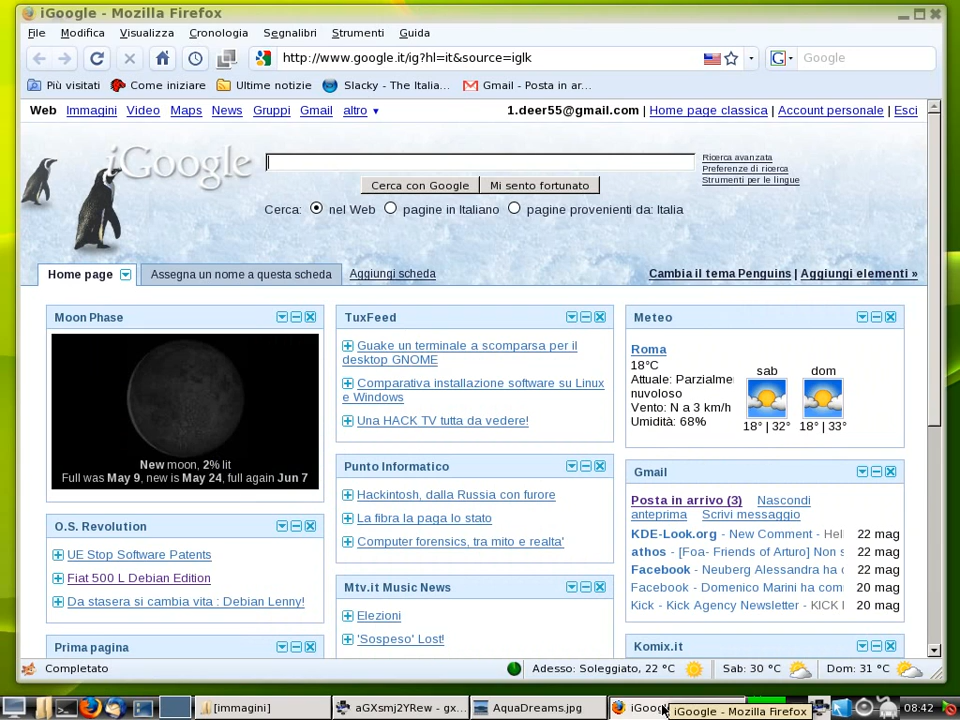 iGoogle - Mozilla Firefox
File Modifica Visualizza Cronologia Segnalibri Strumenti Guida
http://www.google.it/ig?hl=it&source=iglk
G Google
Più visitati Come iniziare Ultime notizie Slacky - The Italia... Gmail - Posta in ar...
Web Immagini Video Maps News Gruppi Gmail altro ▼ 1.deer55@gmail.com | Home page classica | Account personale | Esci
iGoogle
Ricerca avanzata
Preferenze di ricerca
Strumenti per le lingue
Cerca con Google Mi sento fortunato
Cerca: nel Web pagine in Italiano pagine provenienti da: Italia
Home page Assegna un nome a questa scheda Aggiungi scheda Cambia il tema Penguins | Aggiungi elementi »
Moon Phase
New moon, 2% lit
Full was May 9, new is May 24, full again Jun 7
O.S. Revolution
UE Stop Software Patents
Fiat 500 L Debian Edition
Da stasera si cambia vita : Debian Lenny!
Prima pagina
TuxFeed
Guake un terminale a scomparsa per il
desktop GNOME
Comparativa installazione software su Linux
e Windows
Una HACK TV tutta da vedere!
Punto Informatico
Hackintosh, dalla Russia con furore
La fibra la paga lo stato
Computer forensics, tra mito e realta'
Mtv.it Music News
Elezioni
'Sospeso' Lost!
Meteo
Roma
18°C
Attuale: Parzialme
nuvoloso
Vento: N a 3 km/h
Umidità: 68%
sab dom
18° | 32° 18° | 33°
Gmail
Posta in arrivo (3) Nascondi
anteprima Scrivi messaggio
KDE-Look.org - New Comment - Hel 22 mag
athos - [Foa- Friends of Arturo] Non s 22 mag
Facebook - Neuberg Alessandra ha c 22 mag
Facebook - Domenico Marini ha com 20 mag
Kick - Kick Agency Newsletter - KICK 20 mag
Komix.it
Completato Adesso: Soleggiato, 22 °C Sab: 30 °C Dom: 31 °C
[immagini] aGXsmj2YRew - gx... AquaDreams.jpg iGoogl 08:42
iGoogle - Mozilla Firefox